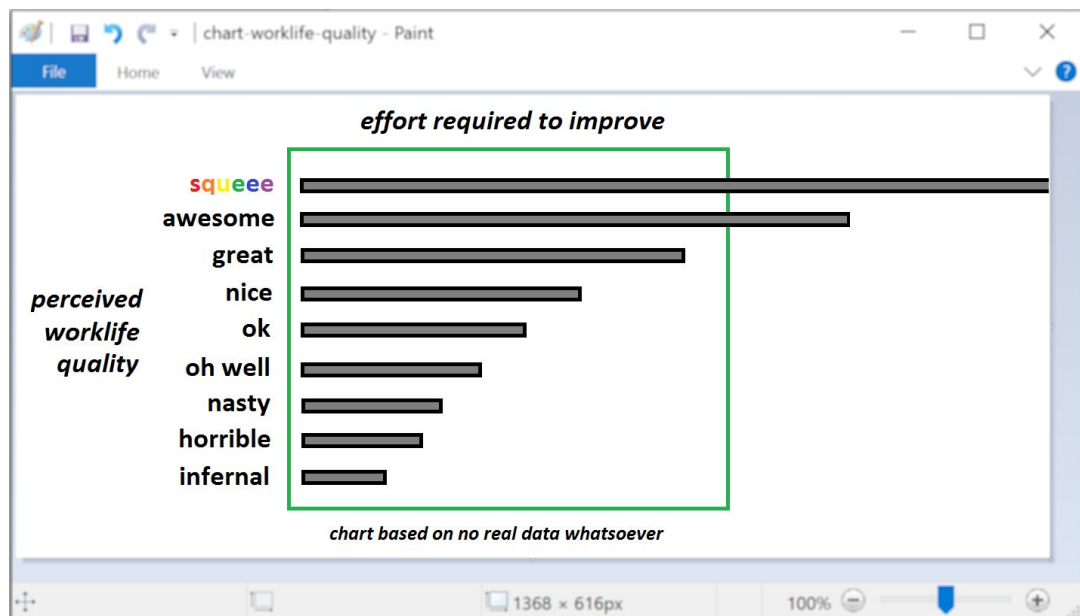 chart-worklife-quality - Paint
File Home View
effort required to improve
squeee
awesome
great
nice
perceived
worklife
quality
ok
oh well
nasty
horrible
infernal
chart based on no real data whatsoever
1368 × 616px 100%